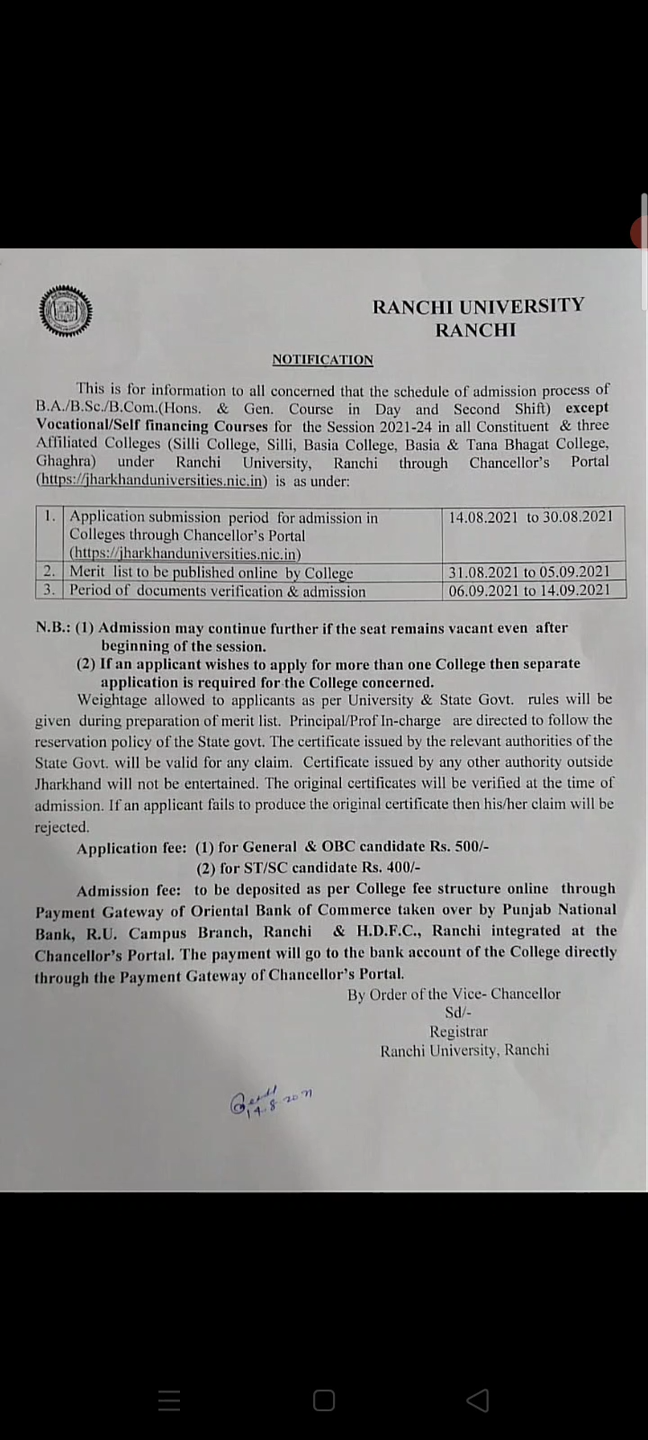 RANCHI UNIVERSITY
RANCHI
NOTIFICATION
This is for information to all concerned that the schedule of admission process of
B.A./B.Sc./B.Com.(Hons. & Gen. Course in Day and Second Shift) except
Vocational/Self financing Courses for the Session 2021-24 in all Constituent & three
Affiliated Colleges (Silli College, Silli, Basia College, Basia & Tana Bhagat College,
Ghaghra) under Ranchi University, Ranchi through Chancellor's Portal
(https://jharkhanduniversities.nic.in) is as under:
1. Application submission period for admission in 14.08.2021 to 30.08.2021
Colleges through Chancellor's Portal
(https://jharkhanduniversities.nic.in)
2. Merit list to be published online by College 31.08.2021 to 05.09.2021
3. Period of documents verification & admission 06.09.2021 to 14.09.2021
N.B.: (1) Admission may continue further if the seat remains vacant even after
beginning of the session.
(2) If an applicant wishes to apply for more than one College then separate
application is required for the College concerned.
Weightage allowed to applicants as per University & State Govt. rules will be
given during preparation of merit list. Principal/Prof In-charge are directed to follow the
reservation policy of the State govt. The certificate issued by the relevant authorities of the
State Govt. will be valid for any claim. Certificate issued by any other authority outside
Jharkhand will not be entertained. The original certificates will be verified at the time of
admission. If an applicant fails to produce the original certificate then his/her claim will be
rejected.
Application fee: (1) for General & OBC candidate Rs. 500/-
(2) for ST/SC candidate Rs. 400/-
Admission fee: to be deposited as per College fee structure online through
Payment Gateway of Oriental Bank of Commerce taken over by Punjab National
Bank, R.U. Campus Branch, Ranchi & H.D.F.C., Ranchi integrated at the
Chancellor's Portal. The payment will go to the bank account of the College directly
through the Payment Gateway of Chancellor's Portal.
By Order of the Vice- Chancellor
Sd/-
Registrar
Ranchi University, Ranchi
14.8.2021